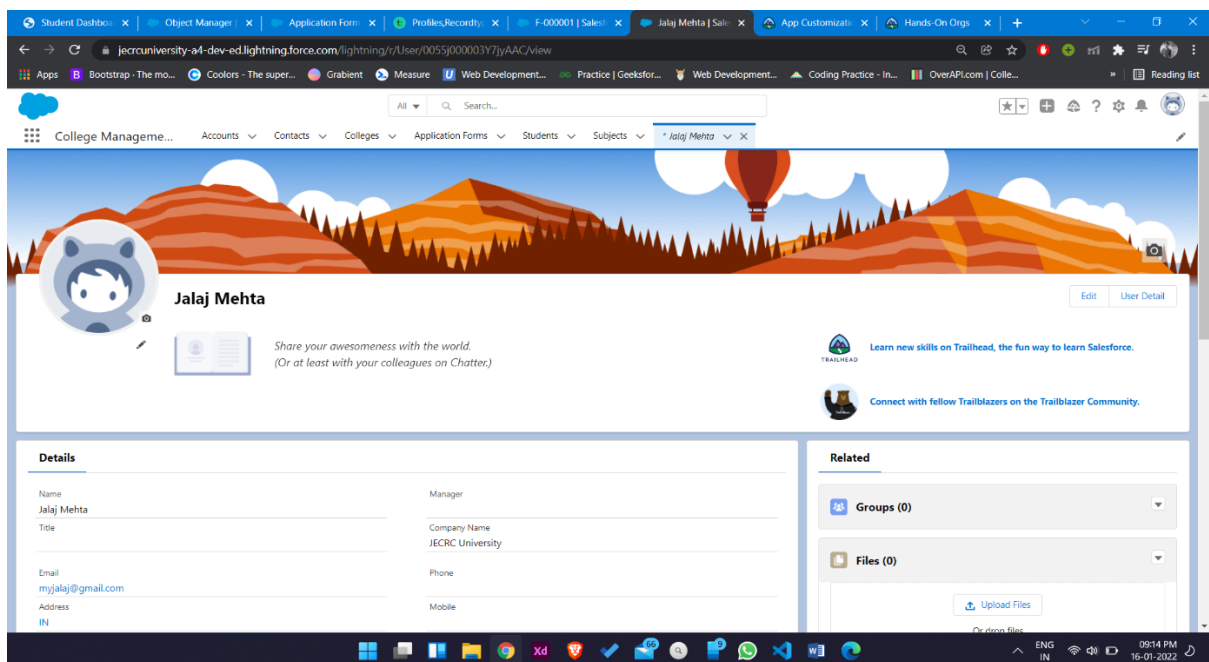 Student Dashboa
Object Manager |
Application Form
Profiles,Recordty
F-000001 | Salesf
Jalaj Mehta | Sale
App Customizatio
Hands-On Orgs
jecrcuniversity-a4-dev-ed.lightning.force.com/lightning/r/User/0055j000003Y7jyAAC/view
Apps
Bootstrap · The mo...
Coolors - The super...
Grabient
Measure
Web Development...
Practice | Geeksfor...
Web Development...
Coding Practice - In...
OverAPI.com | Colle...
»
Reading list
All
Search...
College Manageme...
Accounts
Contacts
Colleges
Application Forms
Students
Subjects
* Jalaj Mehta
Jalaj Mehta
Edit
User Detail
Share your awesomeness with the world.
(Or at least with your colleagues on Chatter.)
TRAILHEAD
Learn new skills on Trailhead, the fun way to learn Salesforce.
Connect with fellow Trailblazers on the Trailblazer Community.
Details
Name
Jalaj Mehta
Manager
Title
Company Name
JECRC University
Email
myjalaj@gmail.com
Phone
Address
IN
Mobile
Related
Groups (0)
Files (0)
Upload Files
Or drop files
Xd
66
9
ENG
IN
09:14 PM
16-01-2022